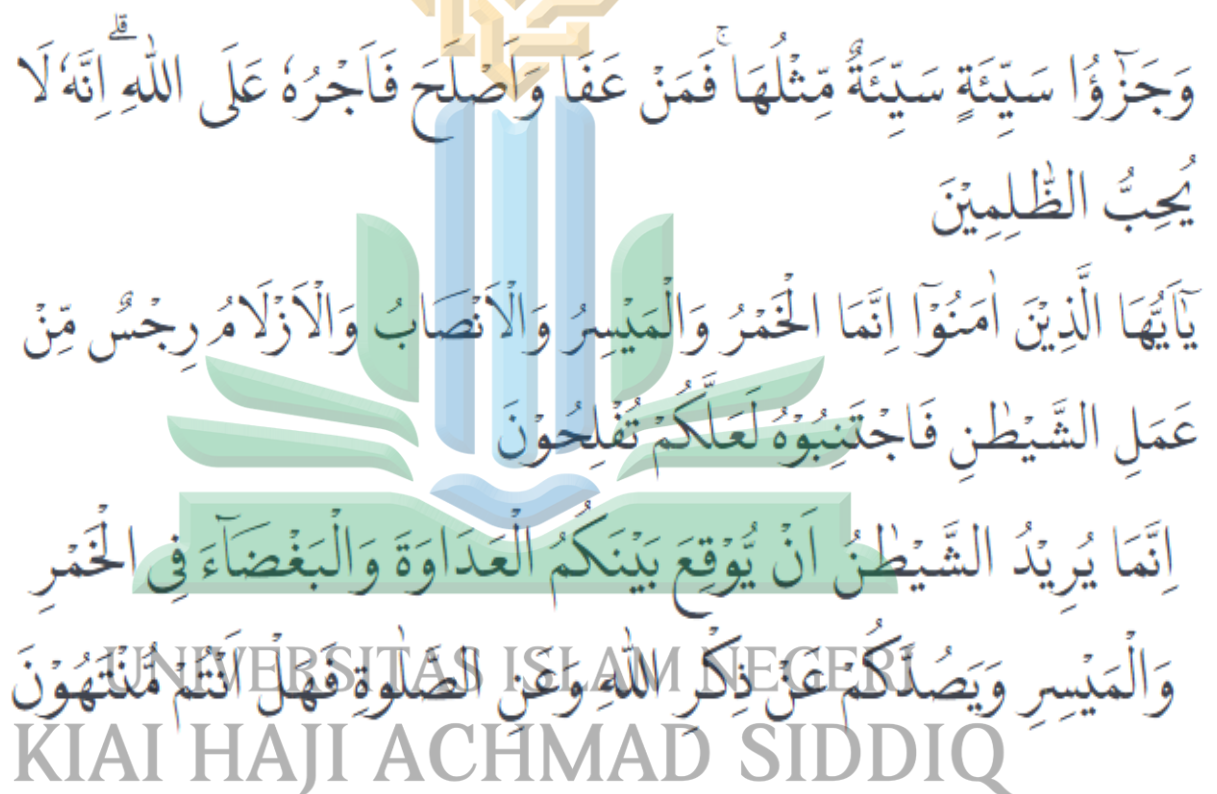 وَجَزٰۤؤُا سَيِّئَةٍ سَيِّئَةٌ مِّثْلُهَا ۚ فَمَنْ عَفَا وَاَصْلَحَ فَاَجْرُهٗ عَلَى اللّٰهِ ۗ اِنَّهٗ لَا
يُحِبُّ الظّٰلِمِيْنَ
يٰٓاَيُّهَا الَّذِيْنَ اٰمَنُوْٓا اِنَّمَا الْخَمْرُ وَالْمَيْسِرُ وَالْاَنْصَابُ وَالْاَزْلَامُ رِجْسٌ مِّنْ
عَمَلِ الشَّيْطٰنِ فَاجْتَنِبُوْهُ لَعَلَّكُمْ تُفْلِحُوْنَ
اِنَّمَا يُرِيْدُ الشَّيْطٰنُ اَنْ يُّوْقِعَ بَيْنَكُمُ الْعَدَاوَةَ وَالْبَغْضَاۤءَ فِى الْخَمْرِ
وَالْمَيْسِرِ وَيَصُدَّكُمْ عَنْ ذِكْرِ اللّٰهِ وَعَنِ الصَّلٰوةِ فَهَلْ اَنْتُمْ مُّنْتَهُوْنَ
UNIVERSITAS ISLAM NEGERI
KIAI HAJI ACHMAD SIDDIQ